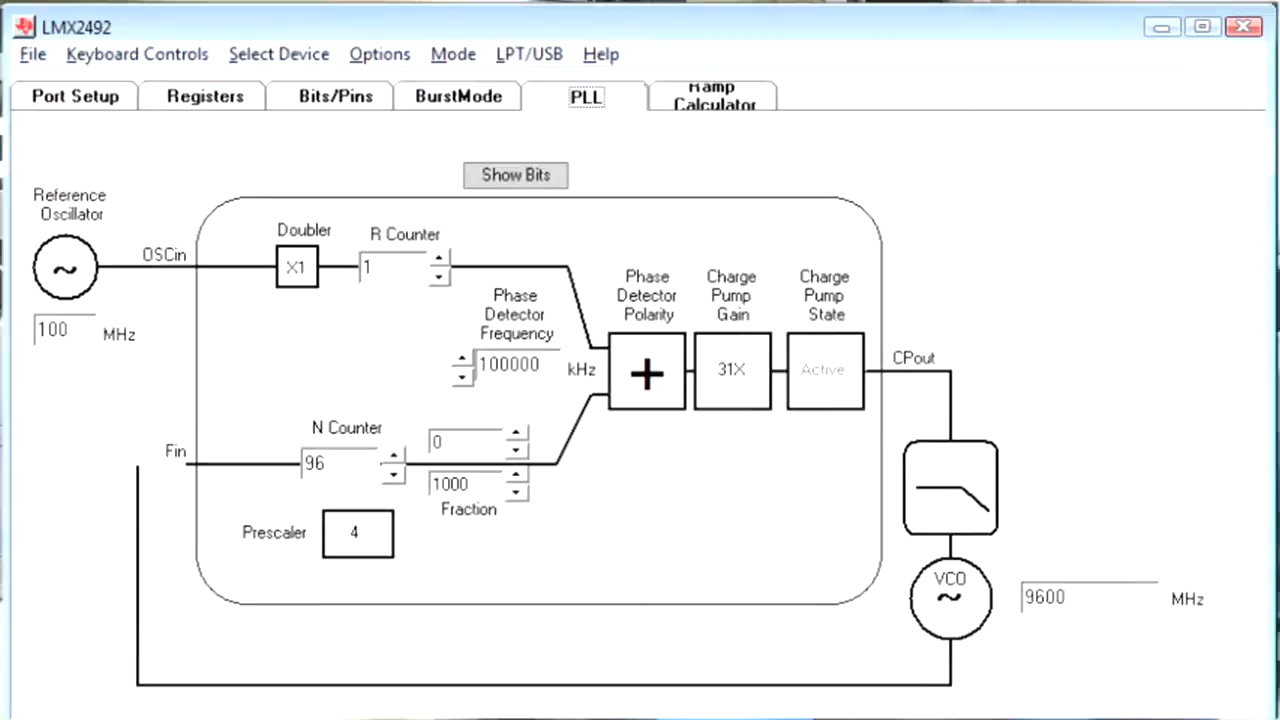 LMX2492
File Keyboard Controls Select Device Options Mode LPT/USB Help
Port Setup Registers Bits/Pins BurstMode PLL Ramp
Calculator
Show Bits
Reference
Oscillator
OSCin
Doubler
R Counter
X1
1
100 MHz
Phase
Detector
Frequency
100000 kHz
Phase
Detector
Polarity
Charge
Pump
Gain
Charge
Pump
State
+
31X
Active
CPout
Fin
N Counter
96
0
1000
Fraction
Prescaler 4
VCO
9600 MHz